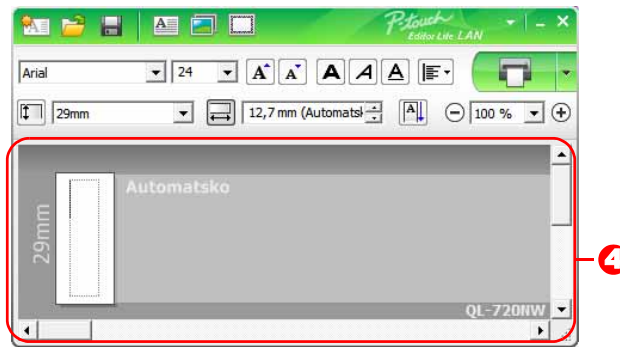 P-touch
Editor Lite LAN
Arial 24 A A A A A
29mm 12,7 mm (Automatsk A 100 %
Automatsko
29mm
4
QL-720NW